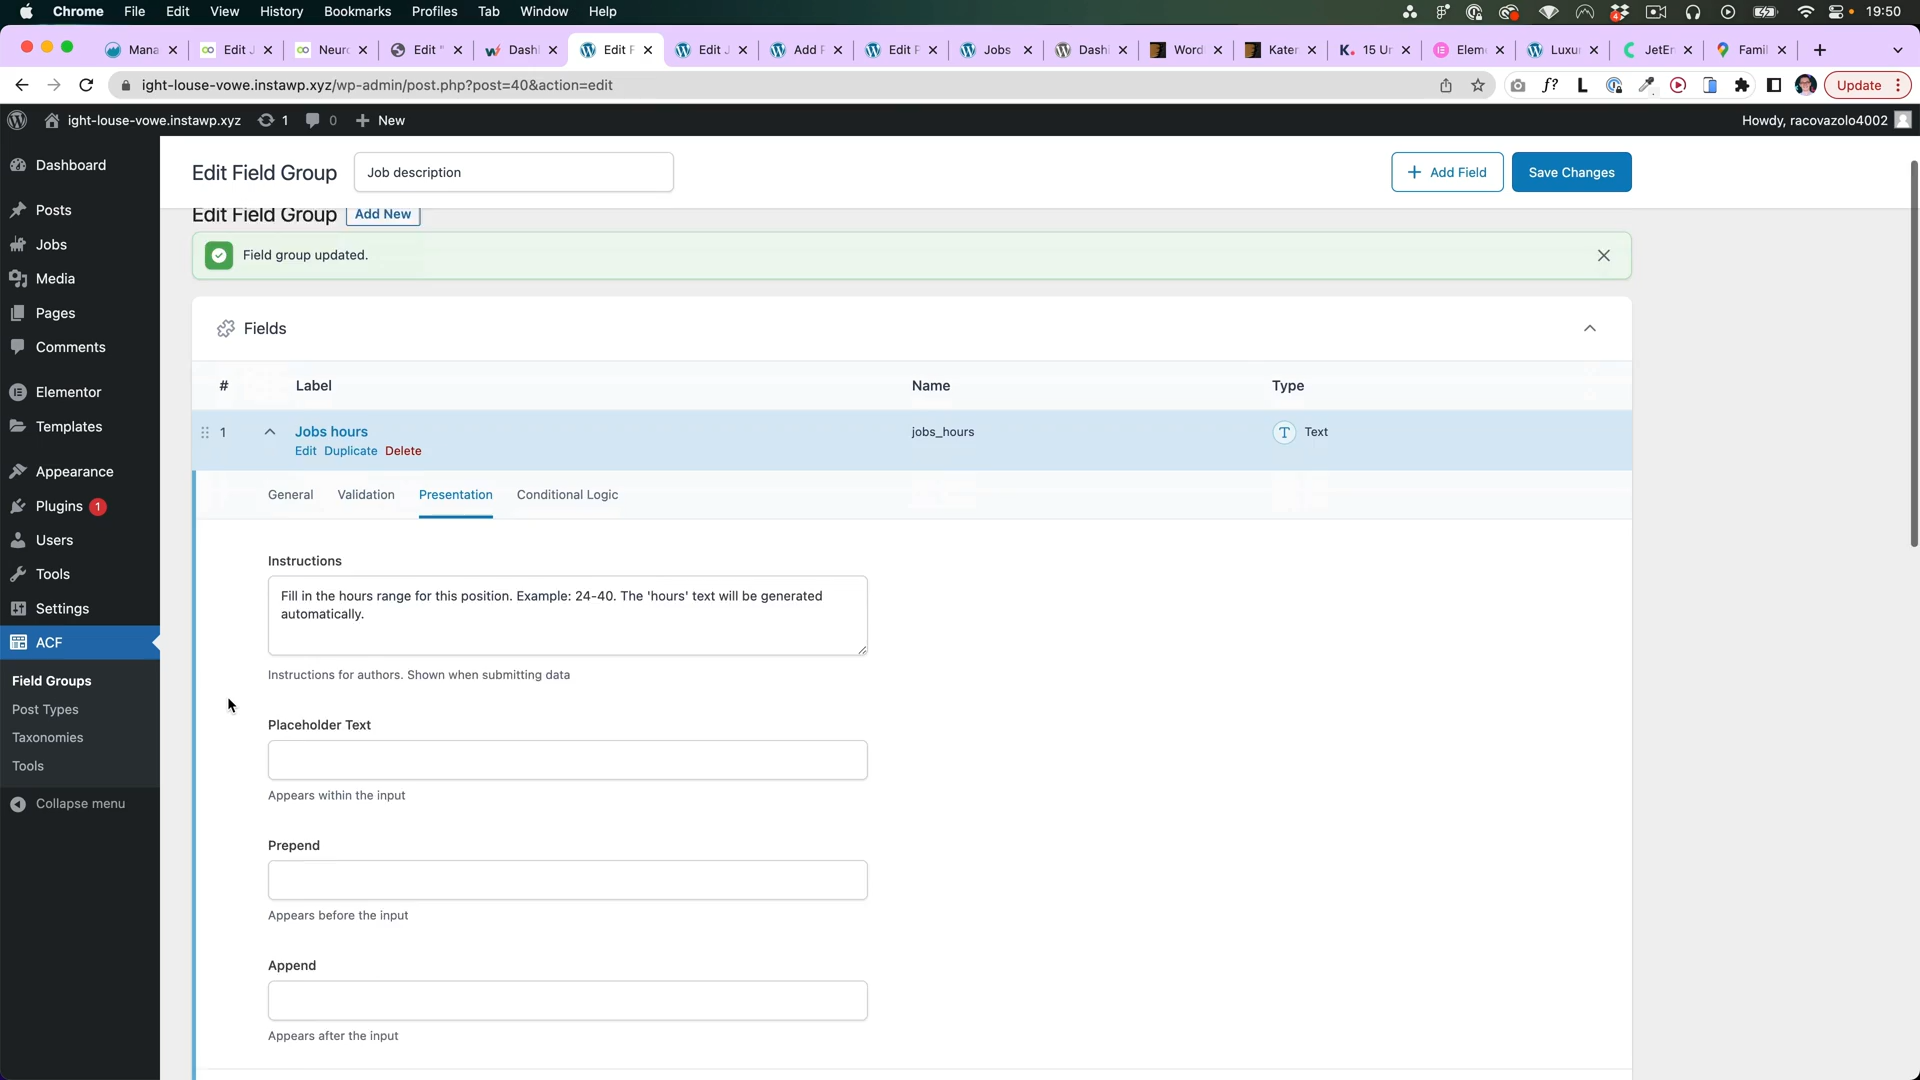 Chrome File Edit View History Bookmarks Profiles Tab Window Help 19:50
Mana Edit J Neuro Edit " Dashl Edit F Edit J Add F Edit F Jobs Dashl Word Kater K. 15 Ur Elem Luxu JetEn Famil
ight-louse-vowe.instawp.xyz/wp-admin/post.php?post=40&action=edit f? L Update
ight-louse-vowe.instawp.xyz 1 0 New Howdy, racovazolo4002
Dashboard
Posts
Jobs
Media
Pages
Comments
Elementor
Templates
Appearance
Plugins 1
Users
Tools
Settings
ACF
Field Groups
Post Types
Taxonomies
Tools
Collapse menu
Edit Field Group Job description + Add Field Save Changes
Edit Field Group Add New
Field group updated.
Fields
# Label Name Type
1 Jobs hours jobs_hours T Text
Edit Duplicate Delete
General Validation Presentation Conditional Logic
Instructions
Fill in the hours range for this position. Example: 24-40. The 'hours' text will be generated
automatically.
Instructions for authors. Shown when submitting data
Placeholder Text
Appears within the input
Prepend
Appears before the input
Append
Appears after the input